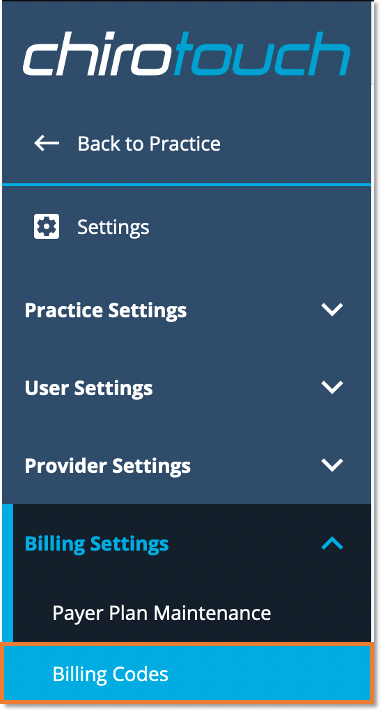 chirotouch
Back to Practice
Settings
Practice Settings
User Settings
Provider Settings
Billing Settings
Payer Plan Maintenance
Billing Codes